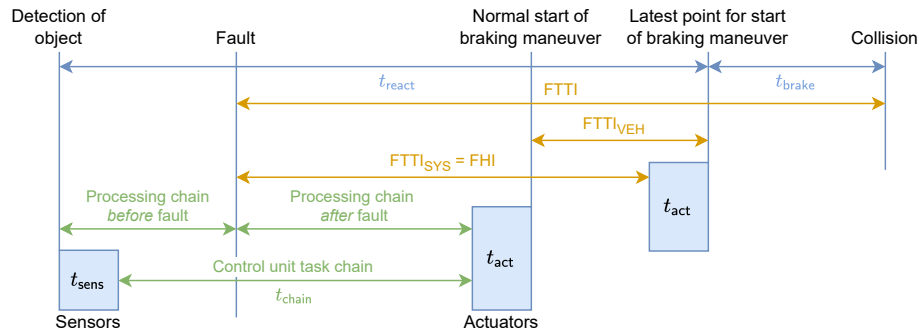 Detection of
object
Fault
Normal start of
braking maneuver
Latest point for start
of braking maneuver
Collision
t_react
t_brake
FTTI
FTTI_VEH
FTTI_SYS = FHI
Processing chain
before fault
Processing chain
after fault
t_act
t_act
t_sens
Control unit task chain
t_chain
Sensors
Actuators